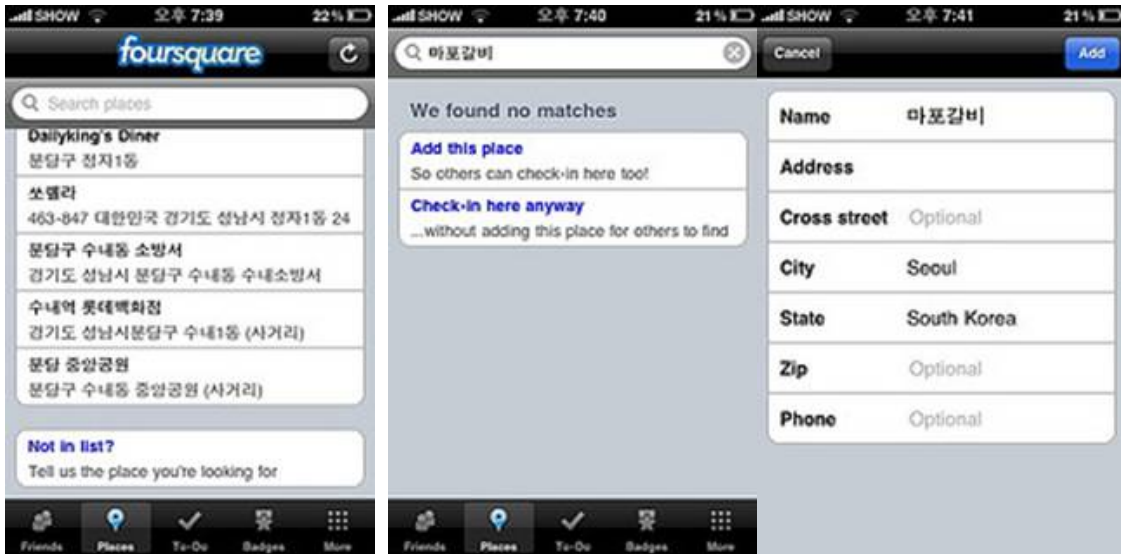 SHOW 오후 7:39 22%
foursquare
Search places
Dailyking's Diner
분당구 정자1동
쏘렐라
463-847 대한민국 경기도 성남시 정자1동 24
분당구 수내동 소방서
경기도 성남시 분당구 수내동 수내소방서
수내역 롯데백화점
경기도 성남시분당구 수내1동 (사거리)
분당 중앙공원
분당구 수내동 중앙공원 (사거리)
Not in list?
Tell us the place you're looking for
Friends Places To-Do Badges More
SHOW 오후 7:40 21%
마포갈비
We found no matches
Add this place
So others can check-in here too!
Check-in here anyway
...without adding this place for others to find
Friends Places To-Do Badges More
SHOW 오후 7:41 21%
Cancel Add
Name 마포갈비
Address
Cross street Optional
City Seoul
State South Korea
Zip Optional
Phone Optional